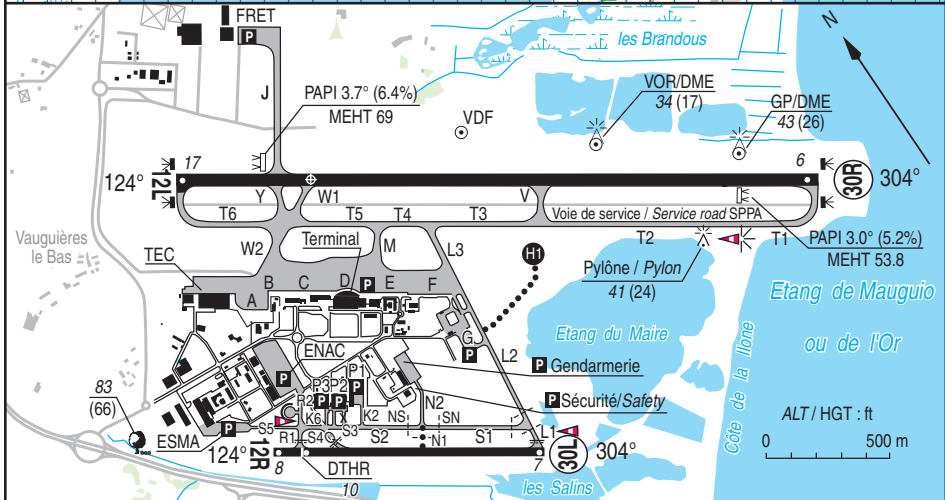 FRET
P
les Brandous
N
J
PAPI 3.7° (6.4%)
MEHT 69
VDF
VOR/DME
34 (17)
GP/DME
43 (26)
17
6
124°
12L
30R
304°
Y
W1
V
T6
T5
T4
T3
Voie de service / Service road SPPA
T2
T1
Vauguières
le Bas
TEC
W2
Terminal
M
L3
H1
Pylône / Pylon
41 (24)
PAPI 3.0° (5.2%)
MEHT 53.8
A
B
C
D
P
E
F
Etang de Mauguio
ou de l'Or
Etang du Maire
Côte de la Ilone
G
P
L2
ENAC
P
P Gendarmerie
P Sécurité/Safety
P1
P3
P2
P
P
P
R2
K6
X
K2
NS
N2
SN
83
(66)
ESMA
P
S5
R1
S4
S3
S2
N1
S1
L1
124°
12R
8
DTHR
10
7
30L
304°
les Salins
ALT / HGT : ft
0
500 m